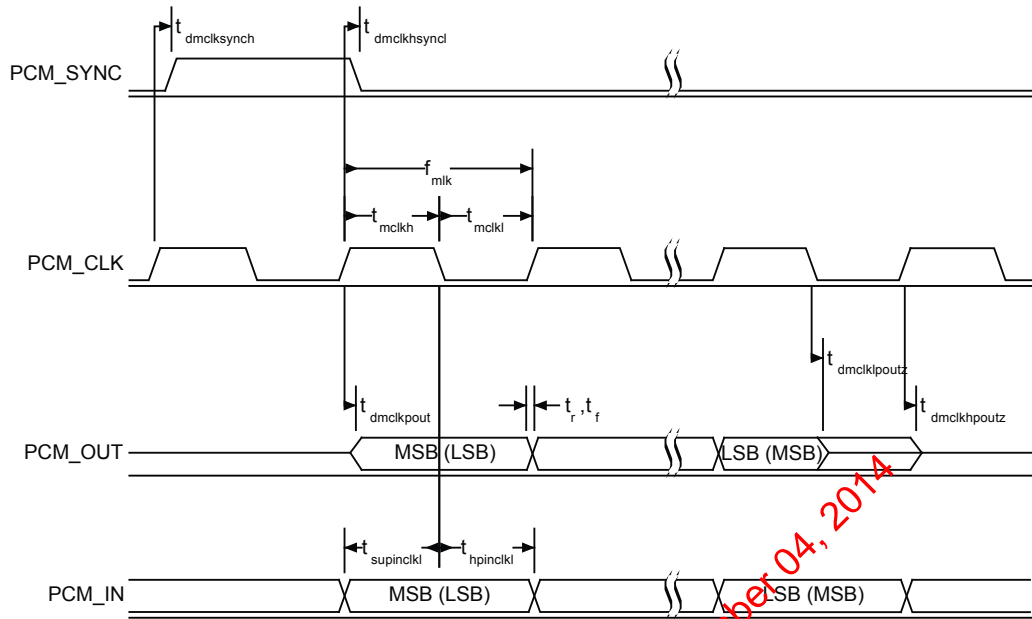 t dmclksynch
t dmclkhsyncl
PCM_SYNC
f mlk
t mclkh
t mclkl
PCM_CLK
t dmclklpoutz
t dmclkpout
t r ,t f
t dmclkhpoutz
PCM_OUT
MSB (LSB)
LSB (MSB)
t supinclkl
t hpinclkl
PCM_IN
MSB (LSB)
LSB (MSB)
ber 04, 2014